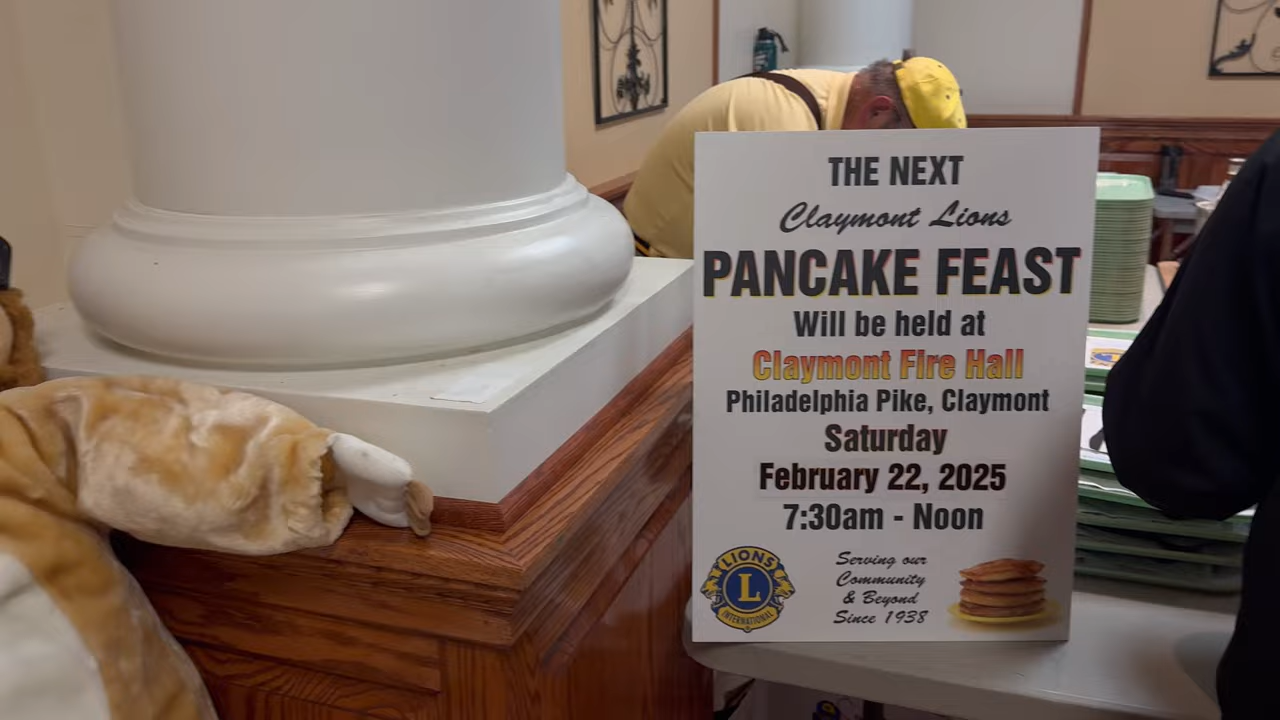 THE NEXT
Claymont Lions
PANCAKE FEAST
Will be held at
Claymont Fire Hall
Philadelphia Pike, Claymont
Saturday
February 22, 2025
7:30am - Noon
LIONS
L
INTERNATIONAL
Serving our
Community
& Beyond
Since 1938